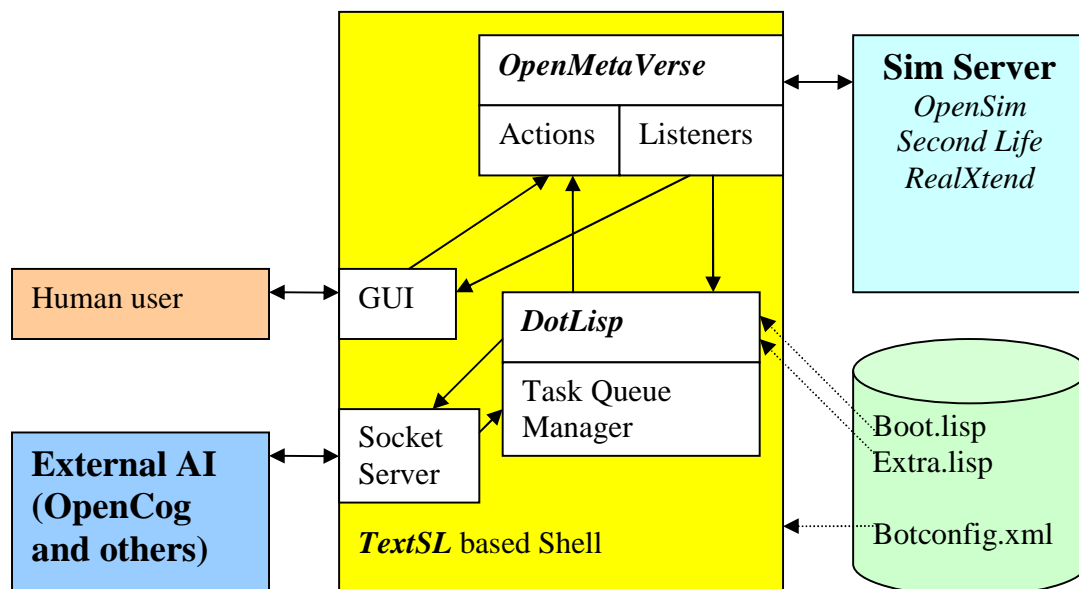 OpenMetaVerse
Actions
Listeners
Sim Server
OpenSim
Second Life
RealXtend
Human user
GUI
DotLisp
Task Queue
Manager
Socket
Server
External AI
(OpenCog
and others)
TextSL based Shell
Boot.lisp
Extra.lisp
Botconfig.xml